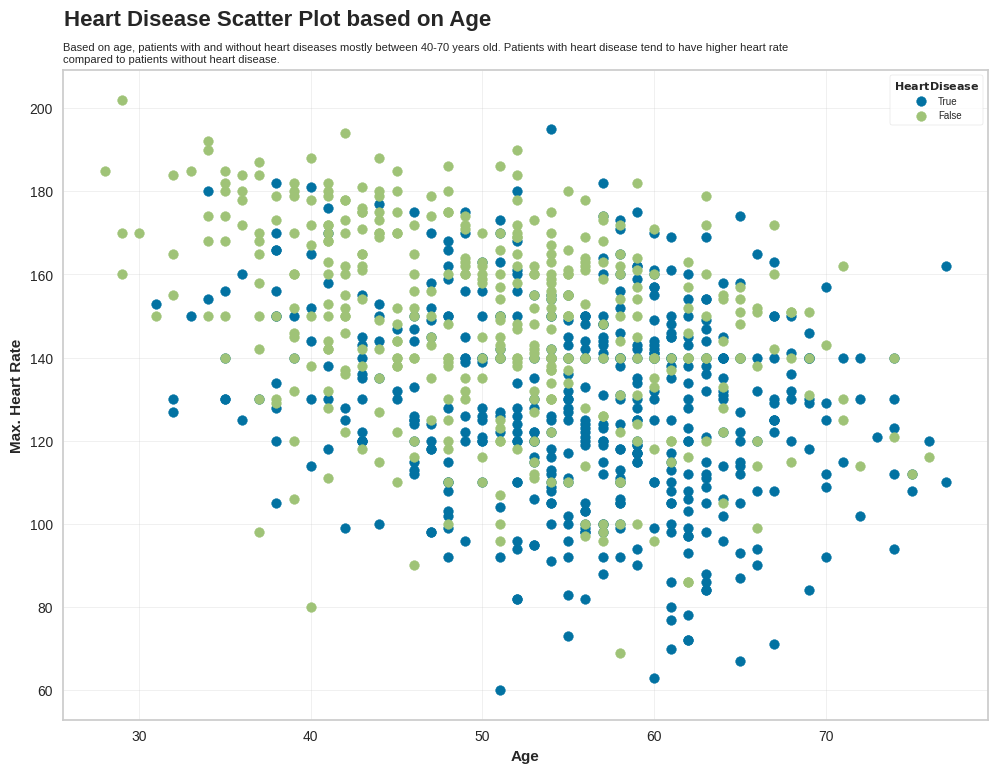 Heart Disease Scatter Plot based on Age
Based on age, patients with and without heart diseases mostly between 40-70 years old. Patients with heart disease tend to have higher heart rate
compared to patients without heart disease.
HeartDisease
True
False
200
180
160
140
120
100
80
60
Max. Heart Rate
30 40 50 60 70
Age